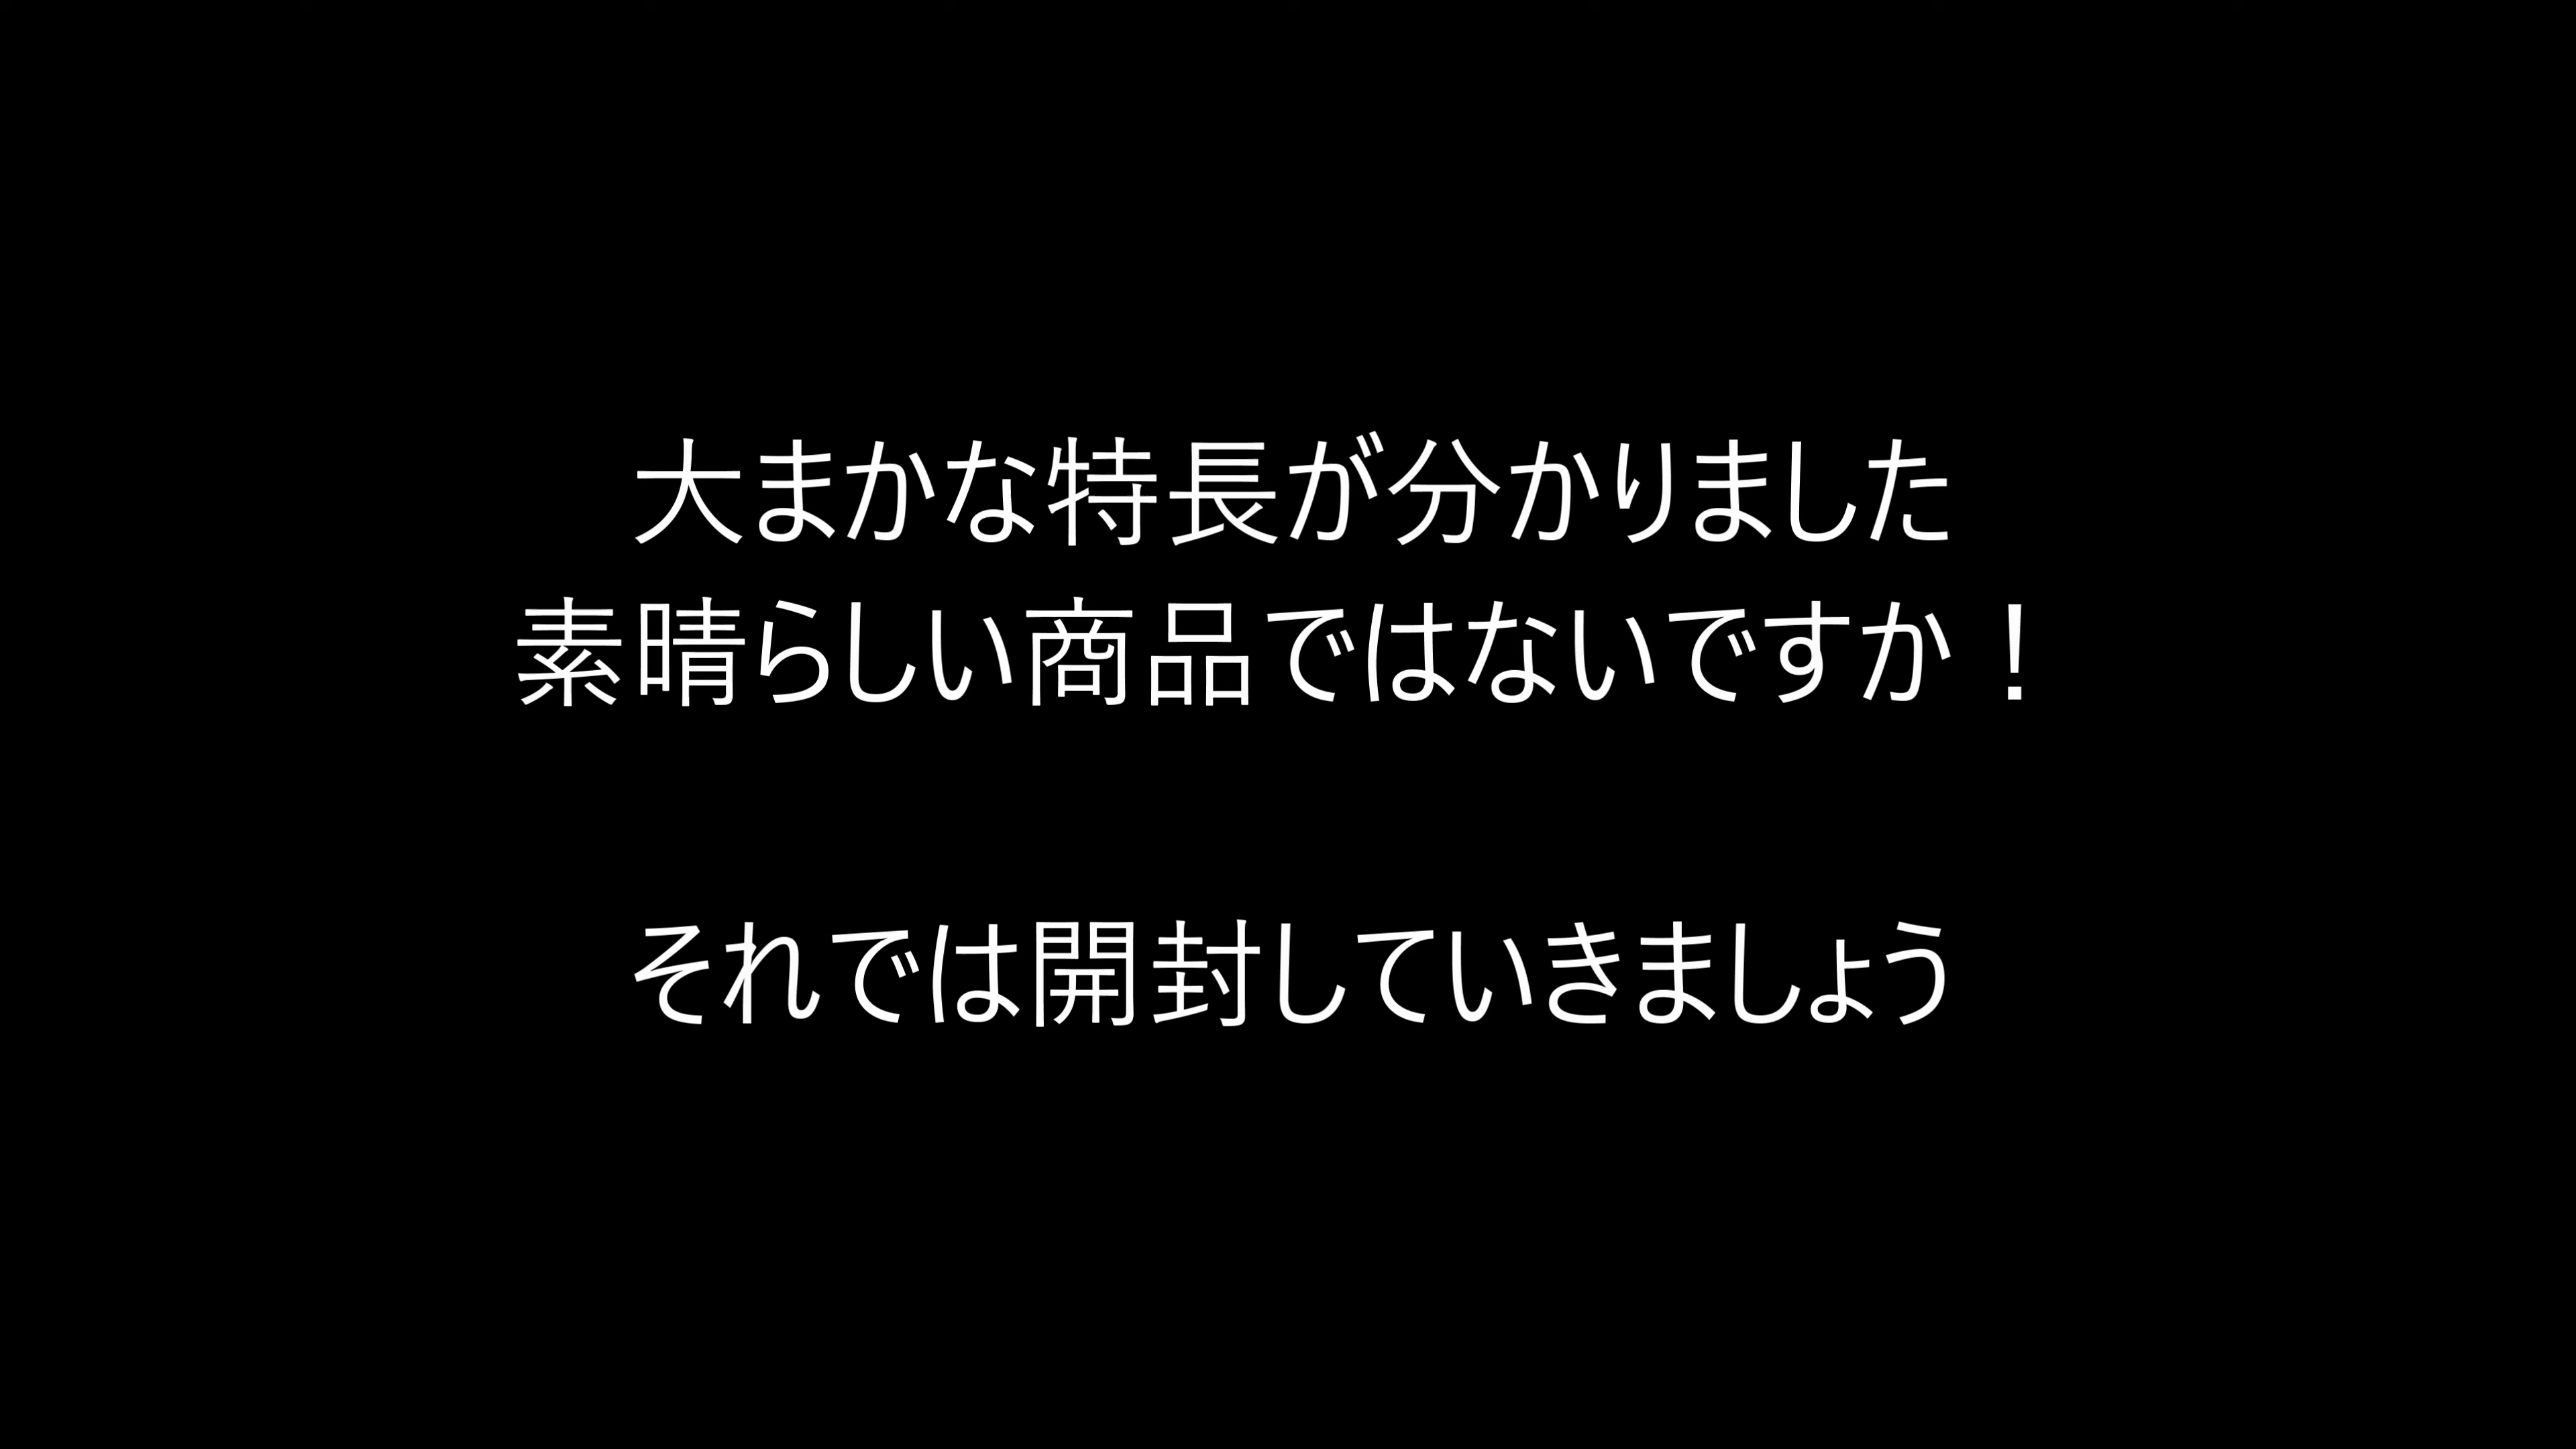 大まかな特長が分かりました
素晴らしい商品ではないですか！
それでは開封していきましょう